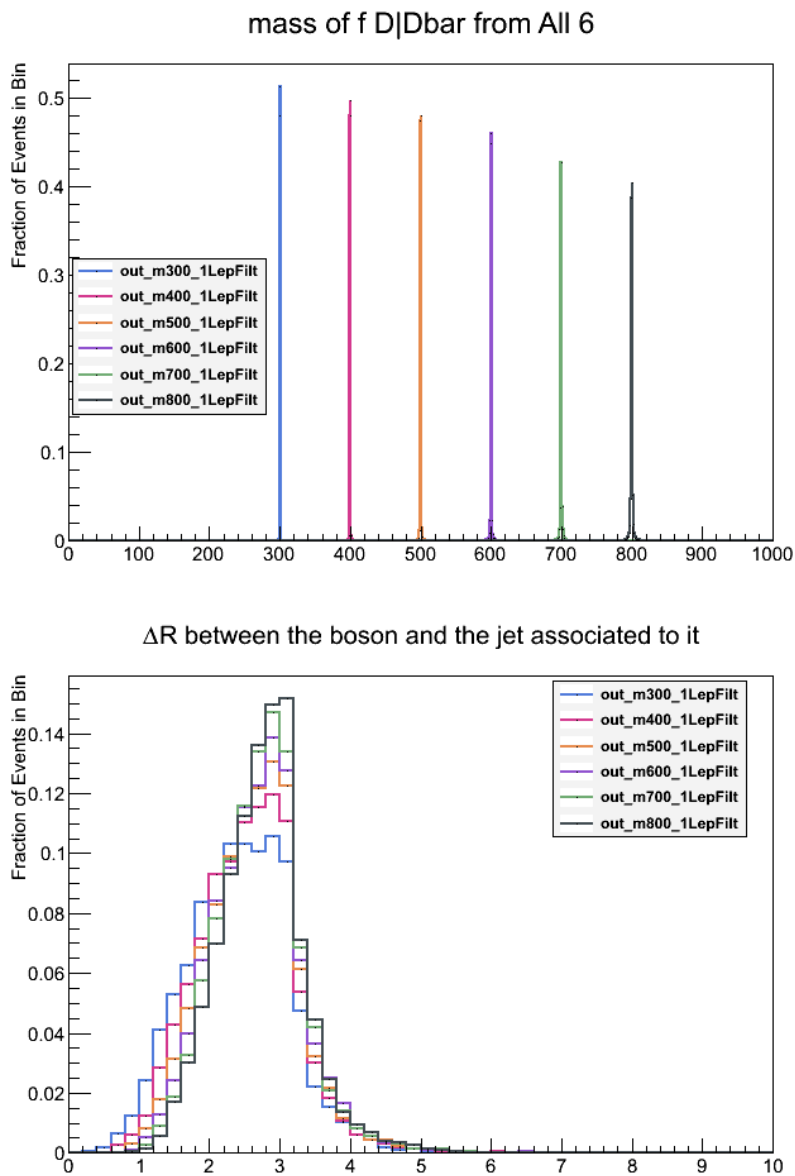 mass of f D|Dbar from All 6
Fraction of Events in Bin
0.5
0.4
0.3
0.2
0.1
0
out_m300_1LepFilt
out_m400_1LepFilt
out_m500_1LepFilt
out_m600_1LepFilt
out_m700_1LepFilt
out_m800_1LepFilt
0 100 200 300 400 500 600 700 800 900 1000
ΔR between the boson and the jet associated to it
Fraction of Events in Bin
0.14
0.12
0.1
0.08
0.06
0.04
0.02
0
out_m300_1LepFilt
out_m400_1LepFilt
out_m500_1LepFilt
out_m600_1LepFilt
out_m700_1LepFilt
out_m800_1LepFilt
0 1 2 3 4 5 6 7 8 9 10